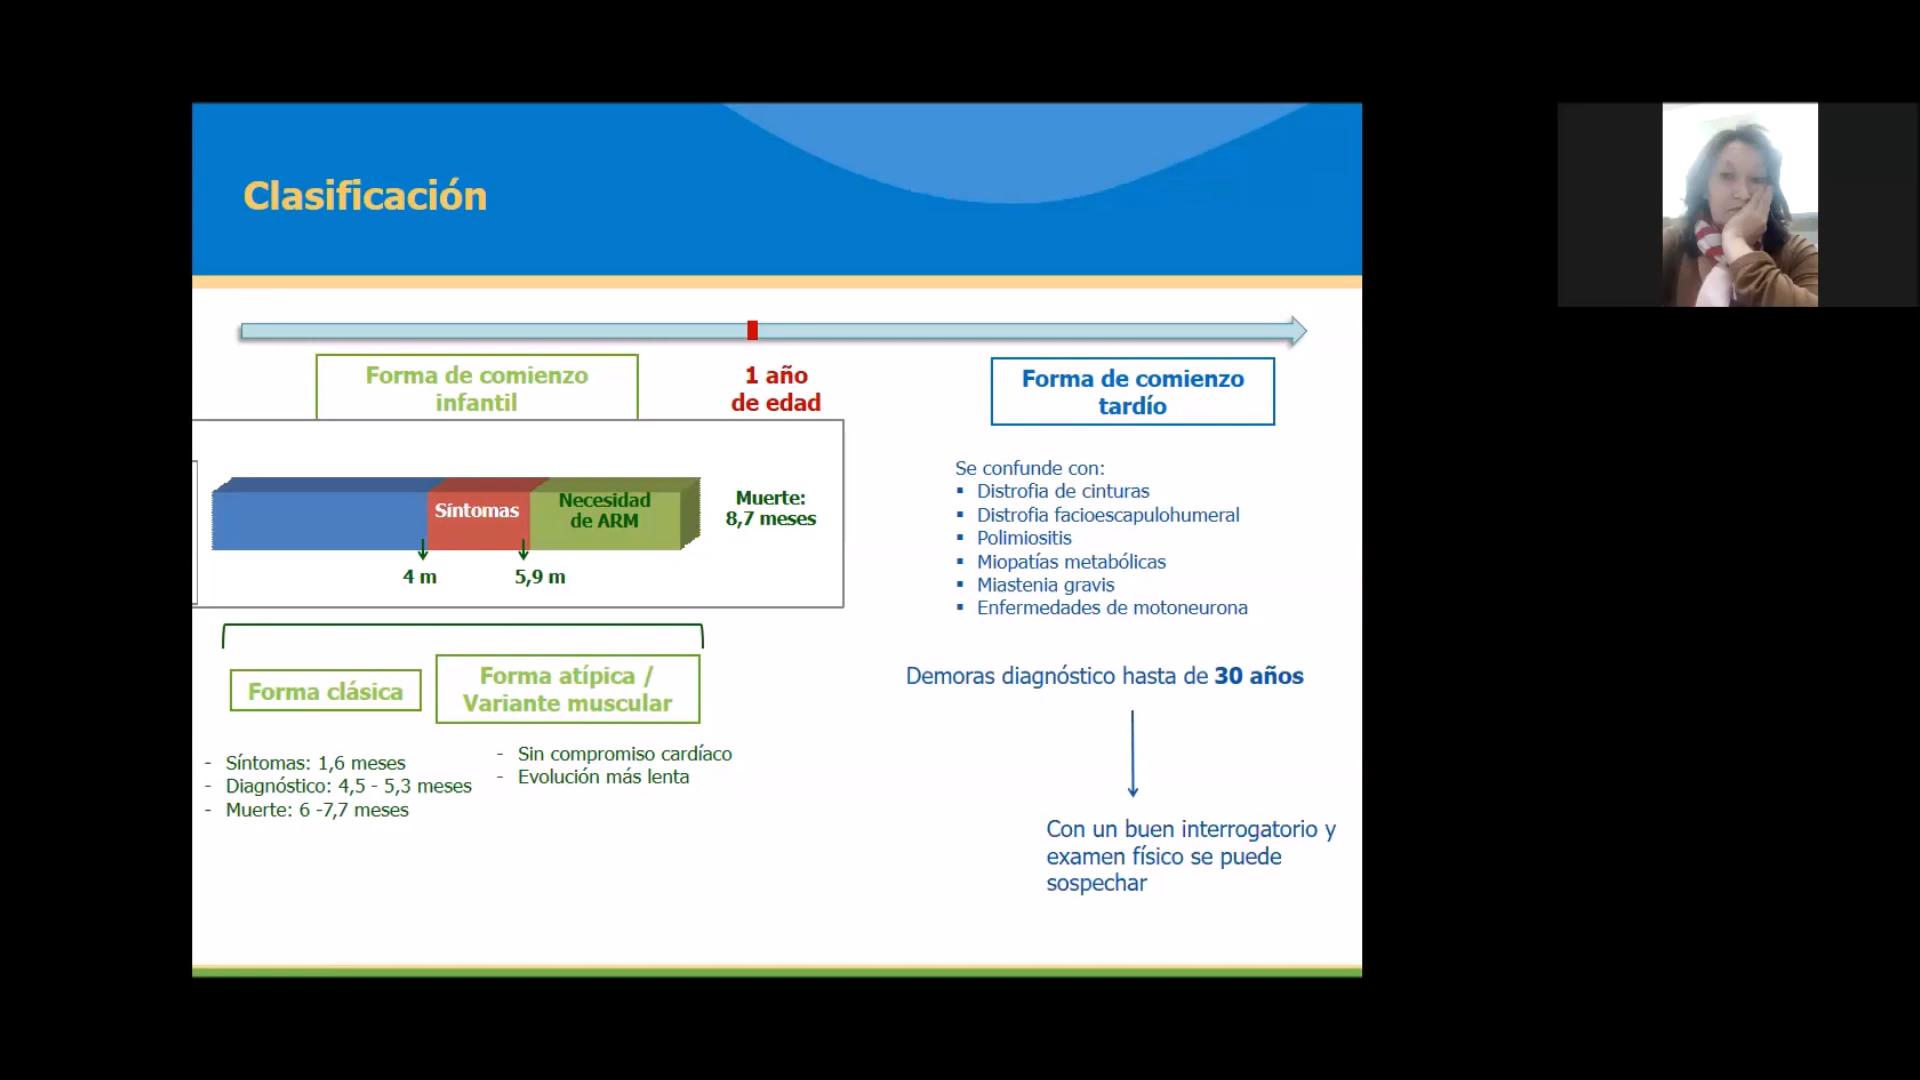 Clasificación
Forma de comienzo
infantil
1 año
de edad
Forma de comienzo
tardío
Síntomas
Necesidad
de ARM
Muerte:
8,7 meses
4 m
5,9 m
Forma clásica
Forma atípica /
Variante muscular
- Síntomas: 1,6 meses
- Diagnóstico: 4,5 - 5,3 meses
- Muerte: 6 -7,7 meses
- Sin compromiso cardíaco
- Evolución más lenta
Se confunde con:
▪ Distrofia de cinturas
▪ Distrofia facioescapulohumeral
▪ Polimiositis
▪ Miopatías metabólicas
▪ Miastenia gravis
▪ Enfermedades de motoneurona
Demoras diagnóstico hasta de 30 años
Con un buen interrogatorio y
examen físico se puede
sospechar